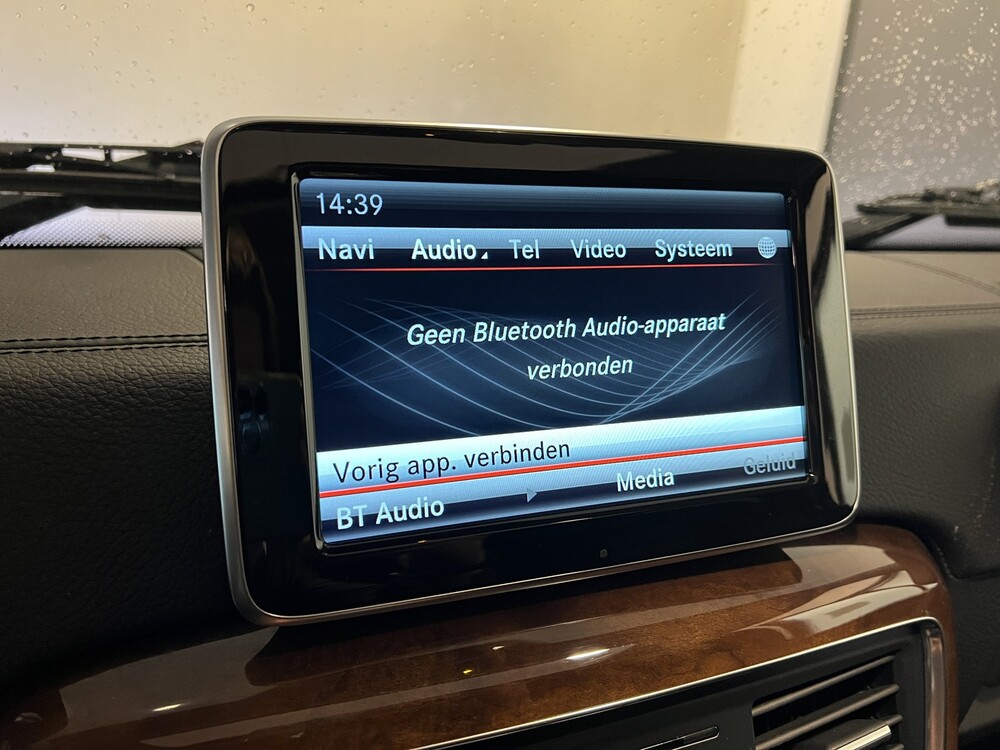 14:39
Navi Audio Tel Video Systeem
Geen Bluetooth Audio-apparaat
verbonden
Vorig app. verbinden
BT Audio Media Geluid